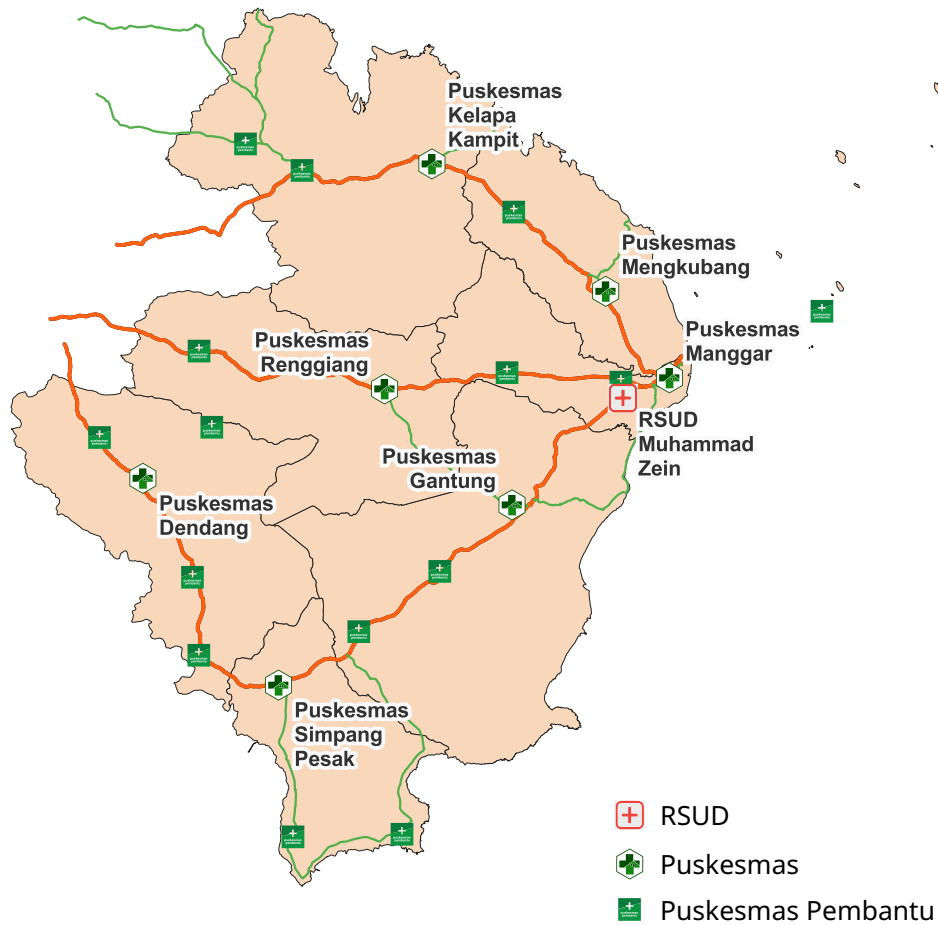 Puskesmas
Kelapa
Kampit
Puskesmas
Mengkubang
Puskesmas
Manggar
Puskesmas
Renggiang
RSUD
Muhammad
Zein
Puskesmas
Gantung
Puskesmas
Dendang
Puskesmas
Simpang
Pesak
RSUD
Puskesmas
Puskesmas Pembantu